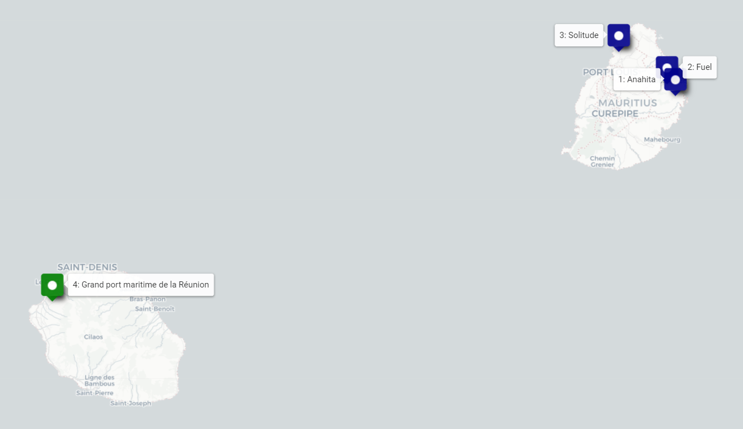 3: Solitude
2: Fuel
PORT L
1: Anahita
MAURITIUS
CUREPIPE
Mahebourg
Chemin
Grenier
SAINT-DENIS
4: Grand port maritime de la Réunion
Bras Panon
Saint-Benoît
Cilaos
Ligne des
Bambous
Saint-Pierre
Saint Joseph